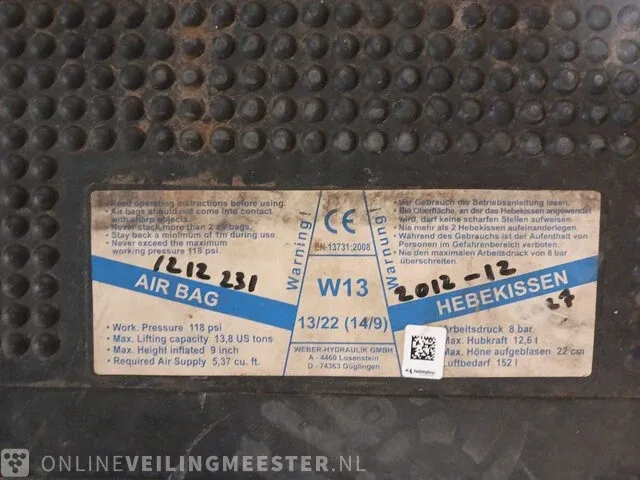 Read operating instructions before using.
• Air bags should not come into contact
with sharp objects.
Never stack more than 2 air bags.
Stay back a minimum of 1m during use.
• Never exceed the maximum
working pressure 118 psi.
1212 231
AIR BAG
• Work. Pressure 118 psi
• Max. Lifting capacity 13,8 US tons
• Max. Height inflated 9 inch
• Required Air Supply 5,37 cu. ft.
Warning!
CE
EN 13731:2008
W13
13/22 (14/9)
WEBER-HYDRAULIK GMBH
A - 4460 Losenstein
D - 74363 Güglingen
Warnung!
• Vor Gebrauch die Betriebsanleitung lesen.
• Bei Oberfläche, an der das Hebekissen angewendet
wird, darf keine scharfen Stellen aufweisen.
• Nie mehr als 2 Hebekissen aufeinanderlegen.
• Während des Gebrauchs ist der Aufenthalt von
Personen im Gefahrenbereich verboten.
• Nie den maximalen Arbeitsdruck von 8 bar
überschreiten.
2012-12
27
HEBEKISSEN
Arbeitsdruck 8 bar
Max. Hubkraft 12,6 t
Max. Höne aufgeblasen 22 cm
Luftbedarf 152 l
holmatro
ONLINEVEILINGMEESTER.NL